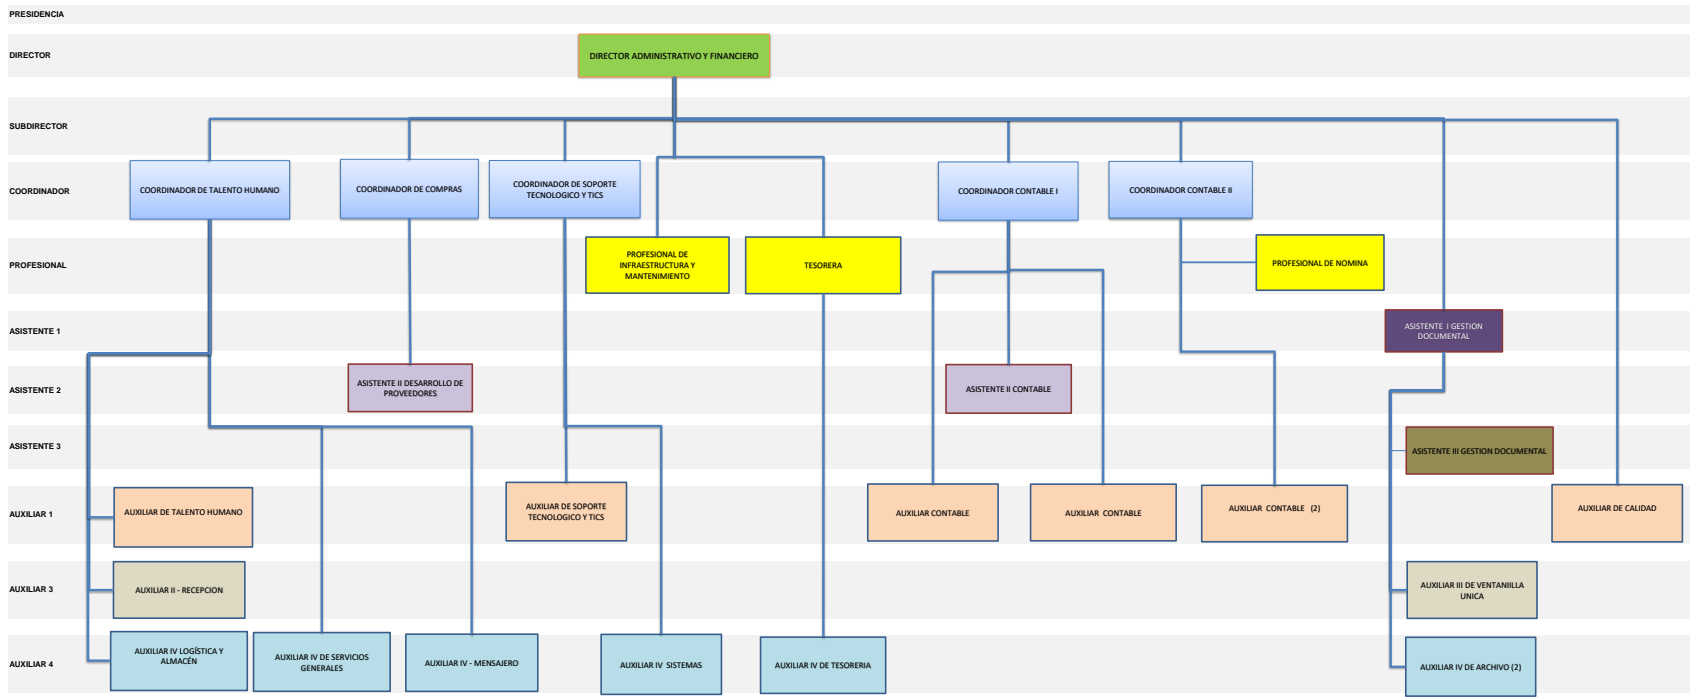 PRESIDENCIA
DIRECTOR
DIRECTOR ADMINISTRATIVO Y FINANCIERO
SUBDIRECTOR
COORDINADOR
COORDINADOR DE TALENTO HUMANO
COORDINADOR DE COMPRAS
COORDINADOR DE SOPORTE
TECNOLOGICO Y TICS
COORDINADOR CONTABLE I
COORDINADOR CONTABLE II
PROFESIONAL
PROFESIONAL DE
INFRAESTRUCTURA Y
MANTENIMIENTO
TESORERA
PROFESIONAL DE NOMINA
ASISTENTE 1
ASISTENTE I GESTION
DOCUMENTAL
ASISTENTE 2
ASISTENTE II DESARROLLO DE
PROVEEDORES
ASISTENTE II CONTABLE
ASISTENTE 3
ASISTENTE III GESTION DOCUMENTAL
AUXILIAR 1
AUXILIAR DE TALENTO HUMANO
AUXILIAR DE SOPORTE
TECNOLOGICO Y TICS
AUXILIAR CONTABLE
AUXILIAR CONTABLE
AUXILIAR CONTABLE (2)
AUXILIAR DE CALIDAD
AUXILIAR 3
AUXILIAR II - RECEPCION
AUXILIAR III DE VENTANIILLA
UNICA
AUXILIAR 4
AUXILIAR IV LOGÍSTICA Y
ALMACÉN
AUXILIAR IV DE SERVICIOS
GENERALES
AUXILIAR IV - MENSAJERO
AUXILIAR IV SISTEMAS
AUXILIAR IV DE TESORERIA
AUXILIAR IV DE ARCHIVO (2)